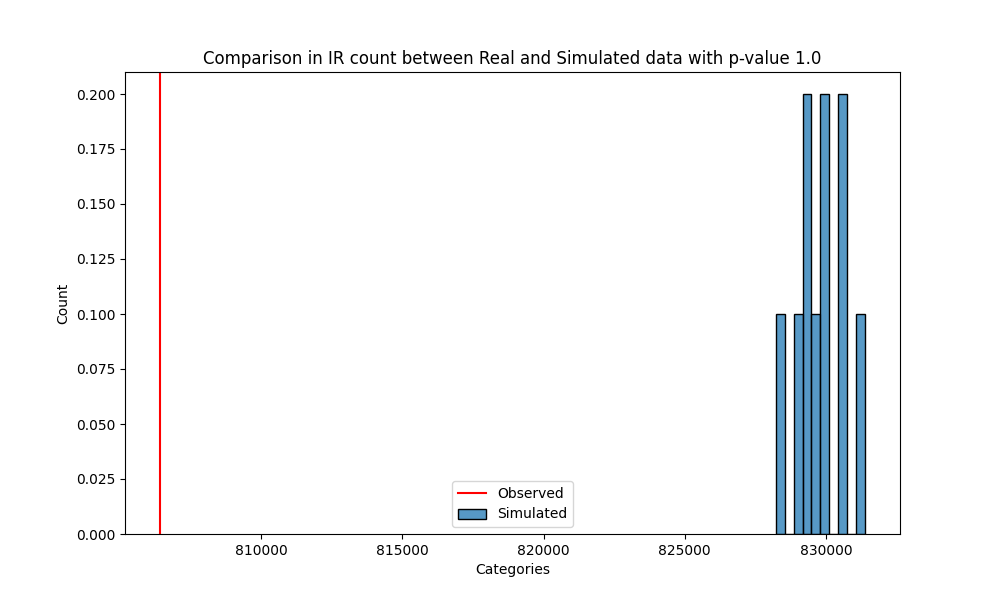 Comparison in IR count between Real and Simulated data with p-value 1.0
0.200
0.175
0.150
0.125
0.100
0.075
0.050
0.025
0.000
Count
Observed
Simulated
810000 815000 820000 825000 830000
Categories